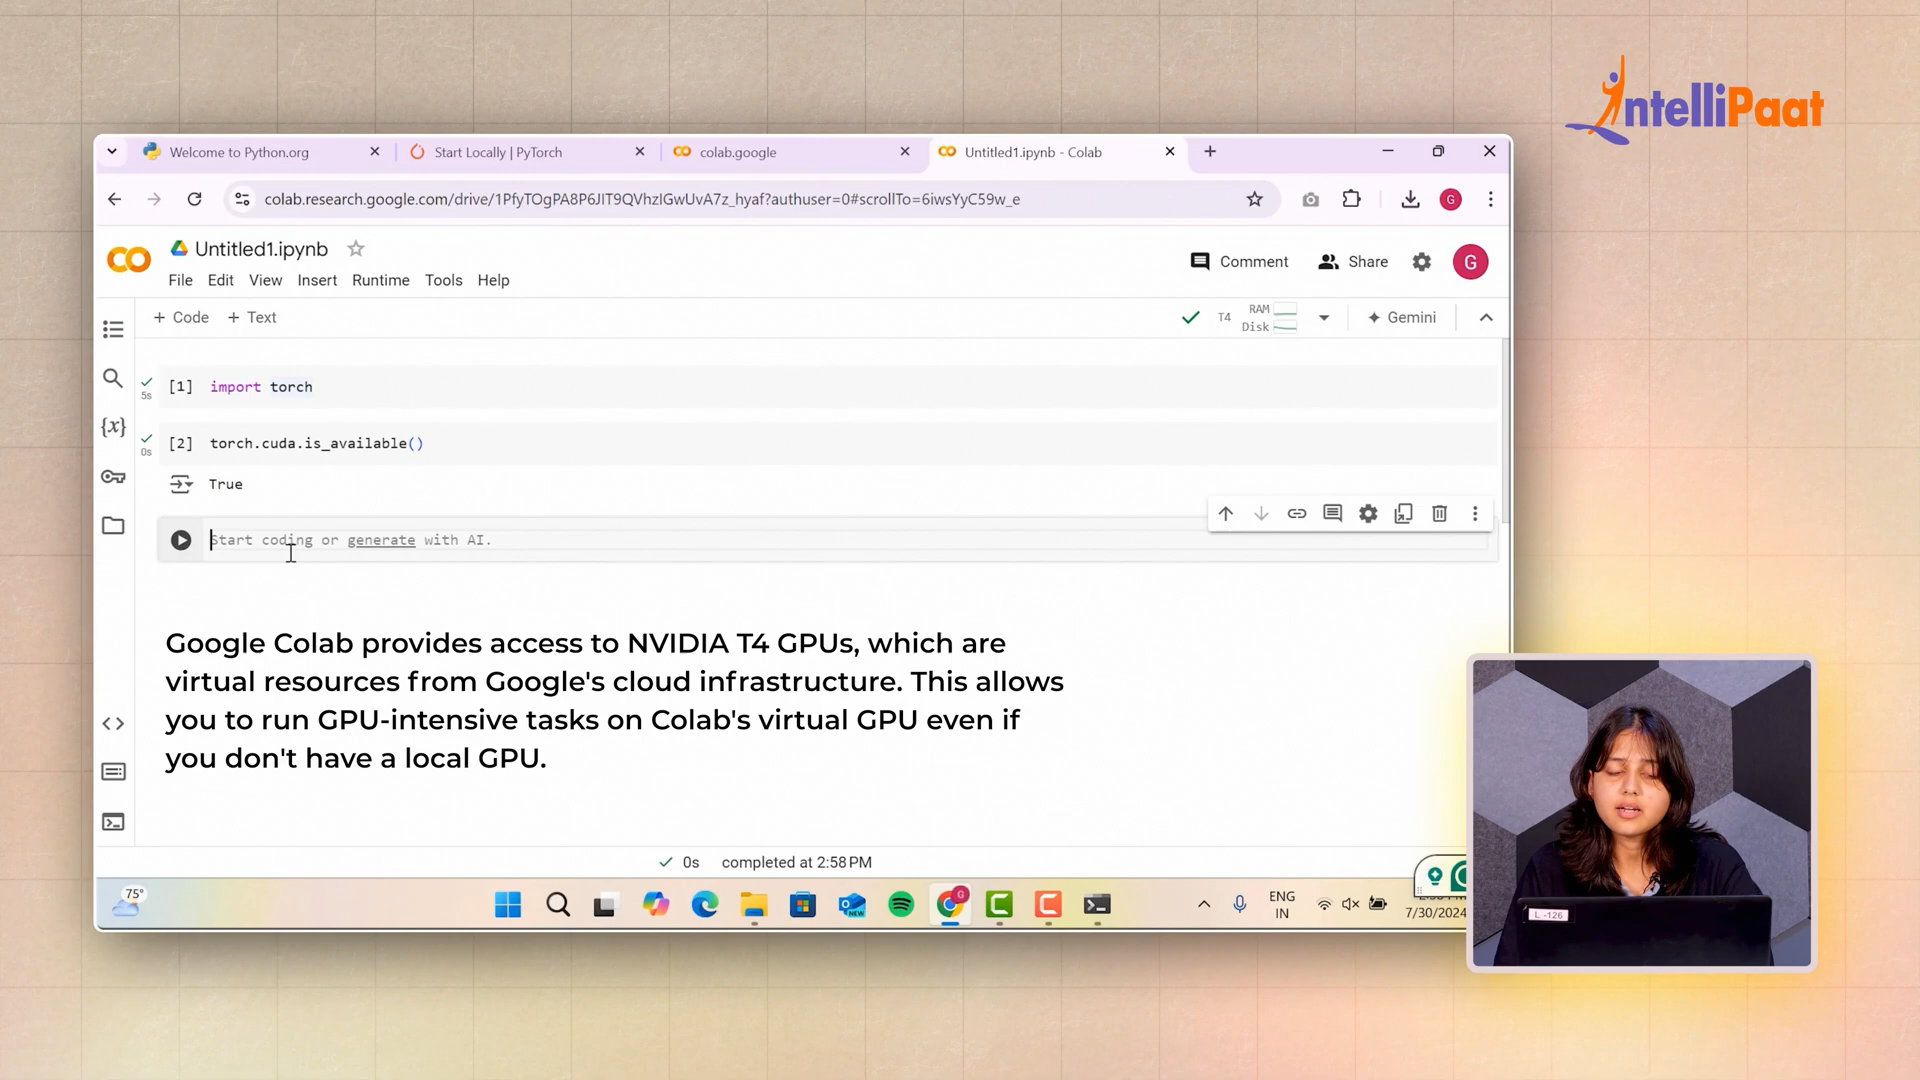 IntelliPaat
Welcome to Python.org
Start Locally | PyTorch
colab.google
Untitled1.ipynb - Colab
colab.research.google.com/drive/1PfyTOgPA8P6JIT9QVhzIGwUvA7z_hyaf?authuser=0#scrollTo=6iwsYyC59w_e
G
Untitled1.ipynb
Comment
Share
G
File Edit View Insert Runtime Tools Help
+ Code + Text
T4
RAM
Disk
Gemini
[1] import torch
5s
[2] torch.cuda.is_available()
0s
True
{x}
Start coding or generate with AI.
Google Colab provides access to NVIDIA T4 GPUs, which are
virtual resources from Google's cloud infrastructure. This allows
you to run GPU-intensive tasks on Colab's virtual GPU even if
you don't have a local GPU.
0s completed at 2:58 PM
75°
NEW
G
ENG
IN
7/30/2024
L -126